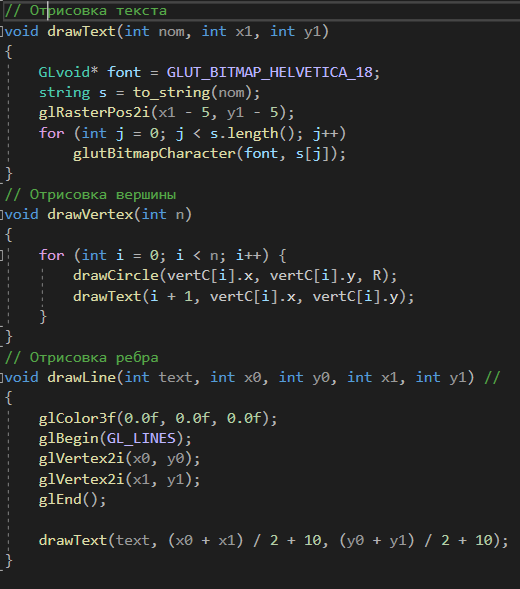 // Отрисовка текста
void drawText(int nom, int x1, int y1)
{
    GLvoid* font = GLUT_BITMAP_HELVETICA_18;
    string s = to_string(nom);
    glRasterPos2i(x1 - 5, y1 - 5);
    for (int j = 0; j < s.length(); j++)
        glutBitmapCharacter(font, s[j]);
}
// Отрисовка вершины
void drawVertex(int n)
{
    for (int i = 0; i < n; i++) {
        drawCircle(vertC[i].x, vertC[i].y, R);
        drawText(i + 1, vertC[i].x, vertC[i].y);
    }
}
// Отрисовка ребра
void drawLine(int text, int x0, int y0, int x1, int y1) //
{
    glColor3f(0.0f, 0.0f, 0.0f);
    glBegin(GL_LINES);
    glVertex2i(x0, y0);
    glVertex2i(x1, y1);
    glEnd();

    drawText(text, (x0 + x1) / 2 + 10, (y0 + y1) / 2 + 10);
}